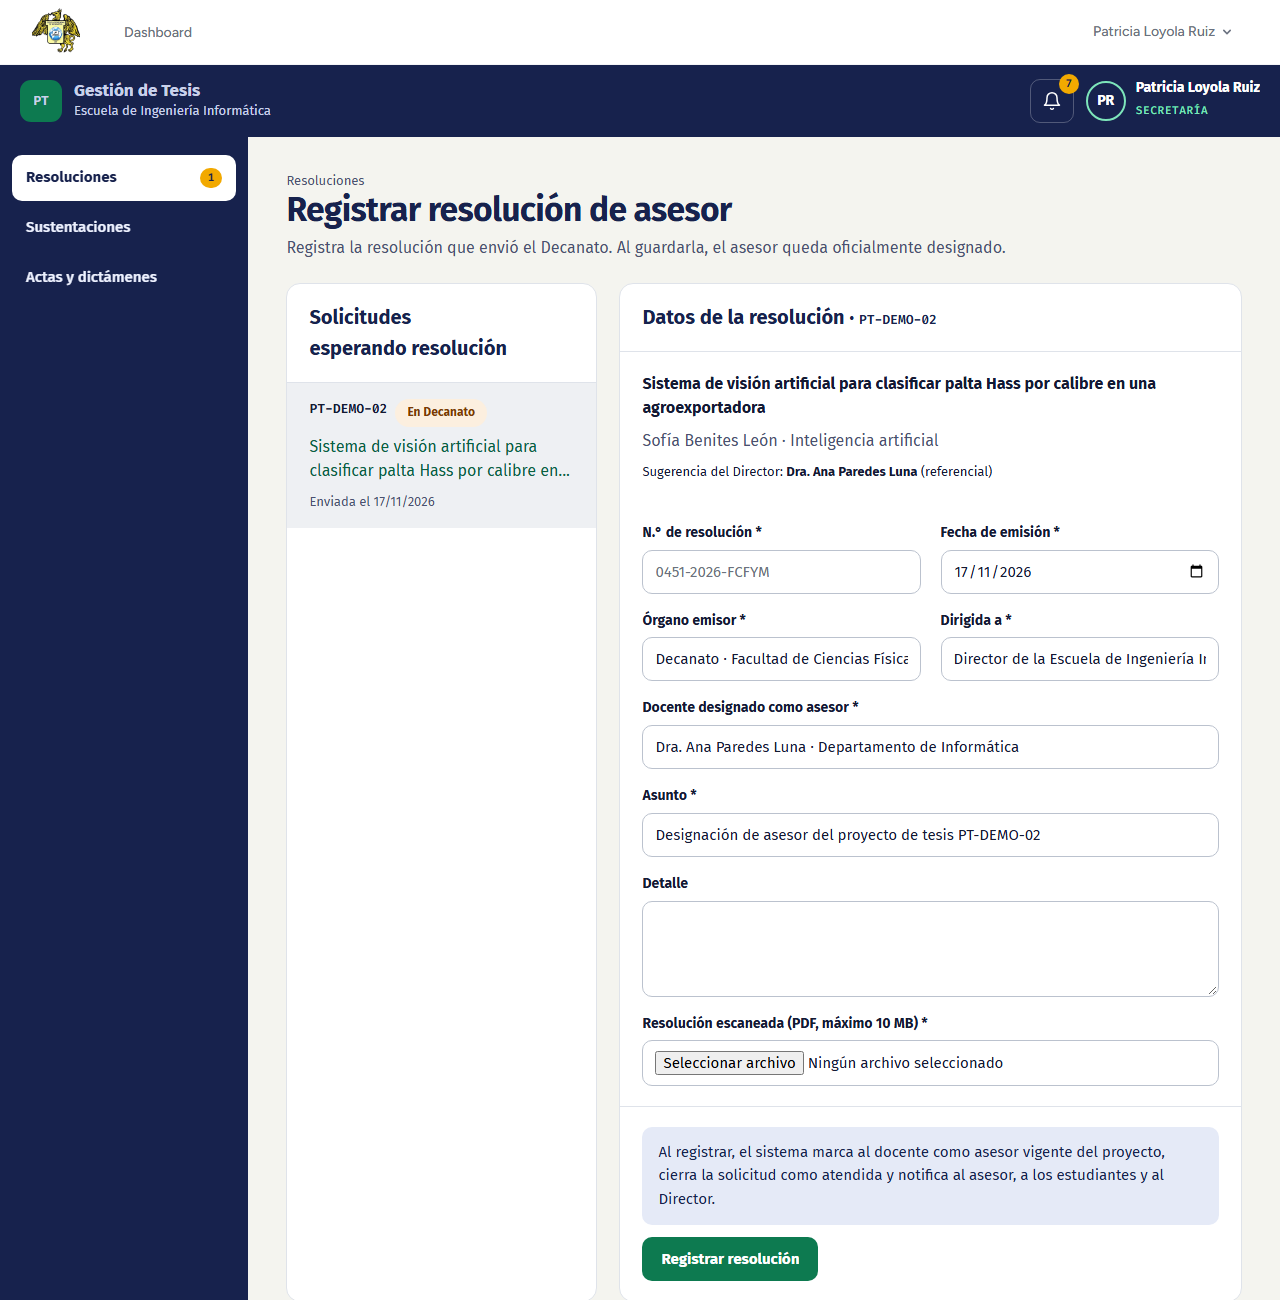 Dashboard
Patricia Loyola Ruiz
PT
Gestión de Tesis
Escuela de Ingeniería Informática
7
PR
Patricia Loyola Ruiz
SECRETARÍA
Resoluciones
1
Sustentaciones
Actas y dictámenes
Resoluciones
Registrar resolución de asesor
Registra la resolución que envió el Decanato. Al guardarla, el asesor queda oficialmente designado.
Solicitudes
esperando resolución
PT-DEMO-02
En Decanato
Sistema de visión artificial para
clasificar palta Hass por calibre en...
Enviada el 17/11/2026
Datos de la resolución • PT-DEMO-02
Sistema de visión artificial para clasificar palta Hass por calibre en una
agroexportadora
Sofía Benites León · Inteligencia artificial
Sugerencia del Director: Dra. Ana Paredes Luna (referencial)
N.° de resolución *
0451-2026-FCFYM
Fecha de emisión *
17/11/2026
Órgano emisor *
Decanato · Facultad de Ciencias Física
Dirigida a *
Director de la Escuela de Ingeniería I
Docente designado como asesor *
Dra. Ana Paredes Luna · Departamento de Informática
Asunto *
Designación de asesor del proyecto de tesis PT-DEMO-02
Detalle
Resolución escaneada (PDF, máximo 10 MB) *
Seleccionar archivo Ningún archivo seleccionado
Al registrar, el sistema marca al docente como asesor vigente del proyecto,
cierra la solicitud como atendida y notifica al asesor, a los estudiantes y al
Director.
Registrar resolución